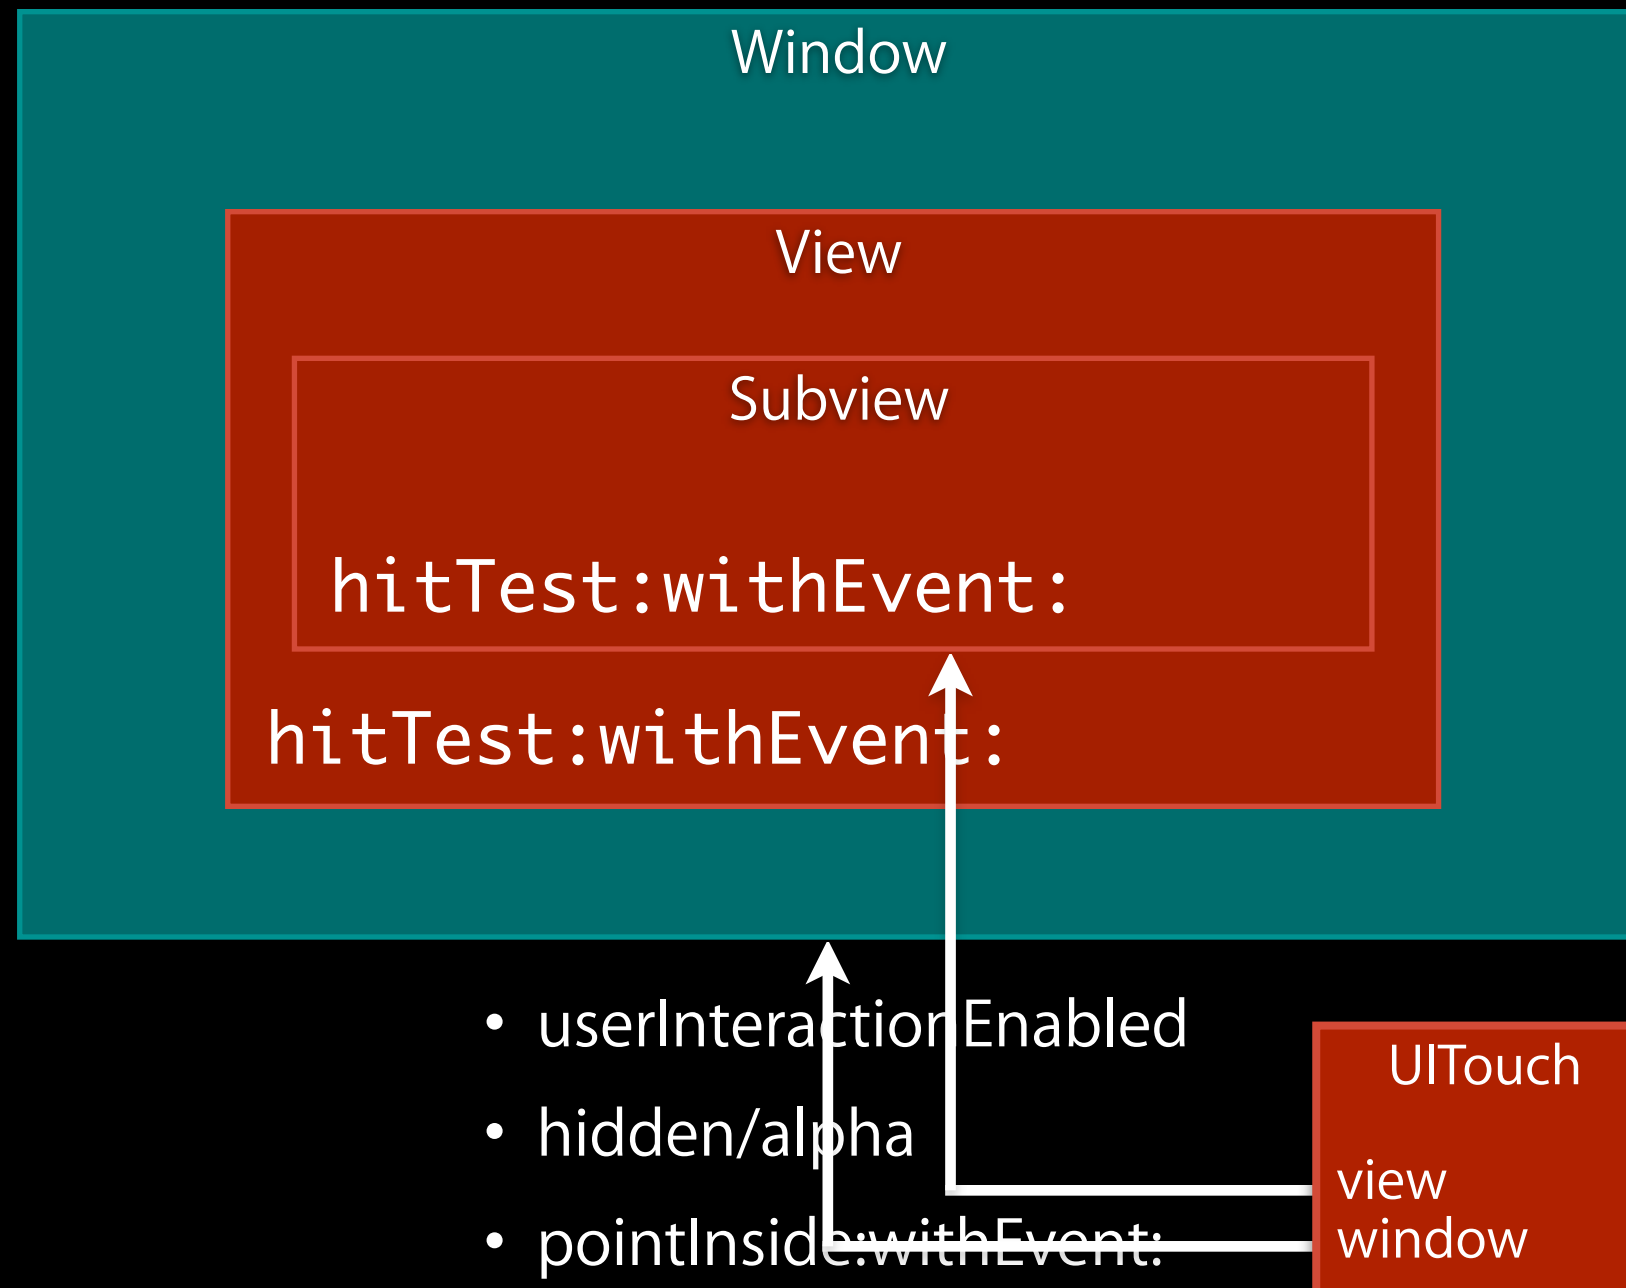 Window
View
Subview
hitTest:withEvent:
hitTest:withEvent:
• userInteractionEnabled
• hidden/alpha
• pointInside:withEvent:
UITouch
view
window